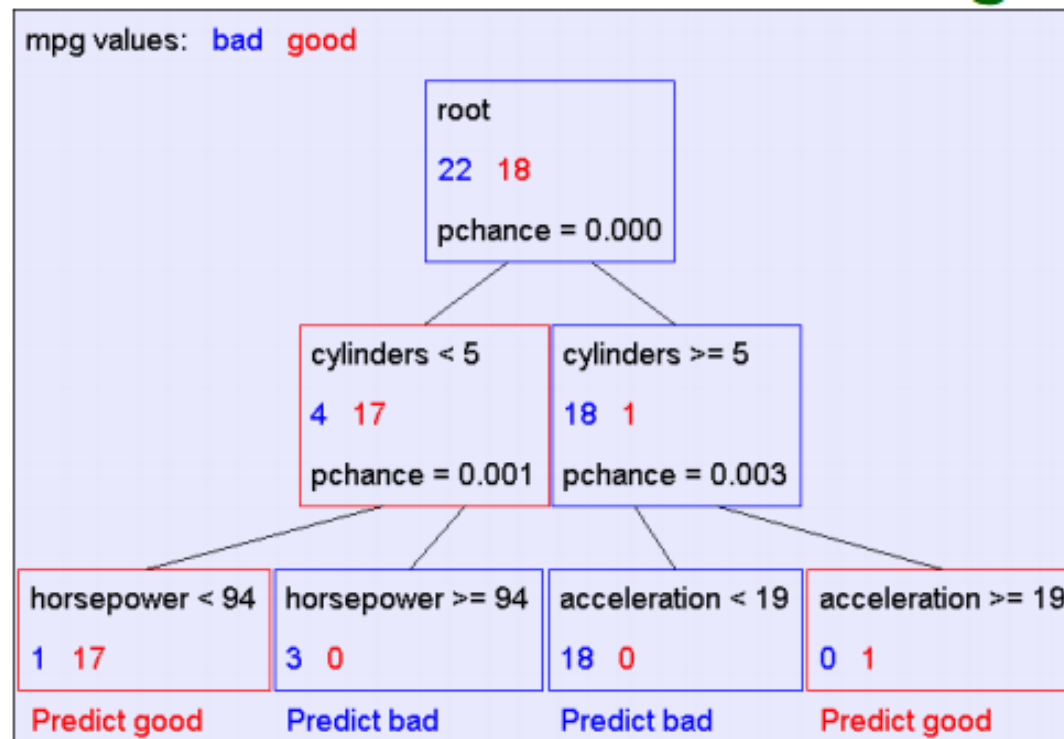 mpg values: bad good
root
22 18
pchance = 0.000
cylinders < 5
4 17
pchance = 0.001
cylinders >= 5
18 1
pchance = 0.003
horsepower < 94
1 17
Predict good
horsepower >= 94
3 0
Predict bad
acceleration < 19
18 0
Predict bad
acceleration >= 19
0 1
Predict good